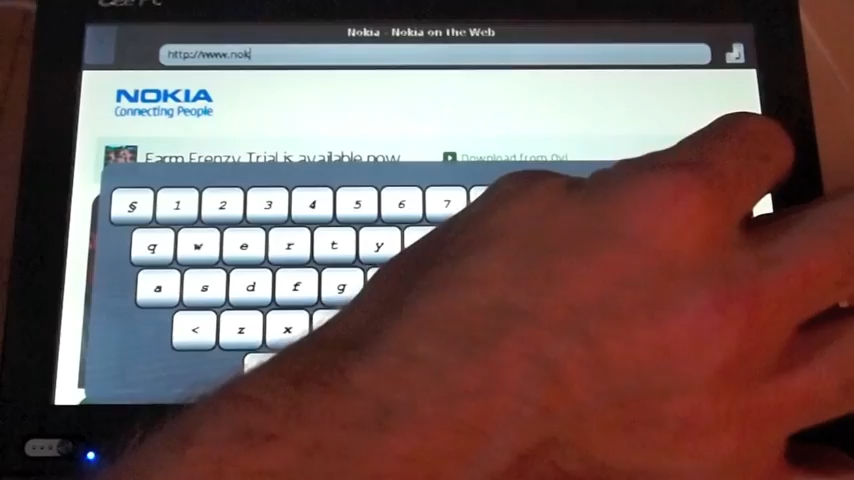 Nokia - Nokia on the Web
http://www.nok
NOKIA
Connecting People
Farm Frenzy Trial is available now
Download from Ovi
§ 1 2 3 4 5 6 7
q w e r t y
a s d f g
< z x